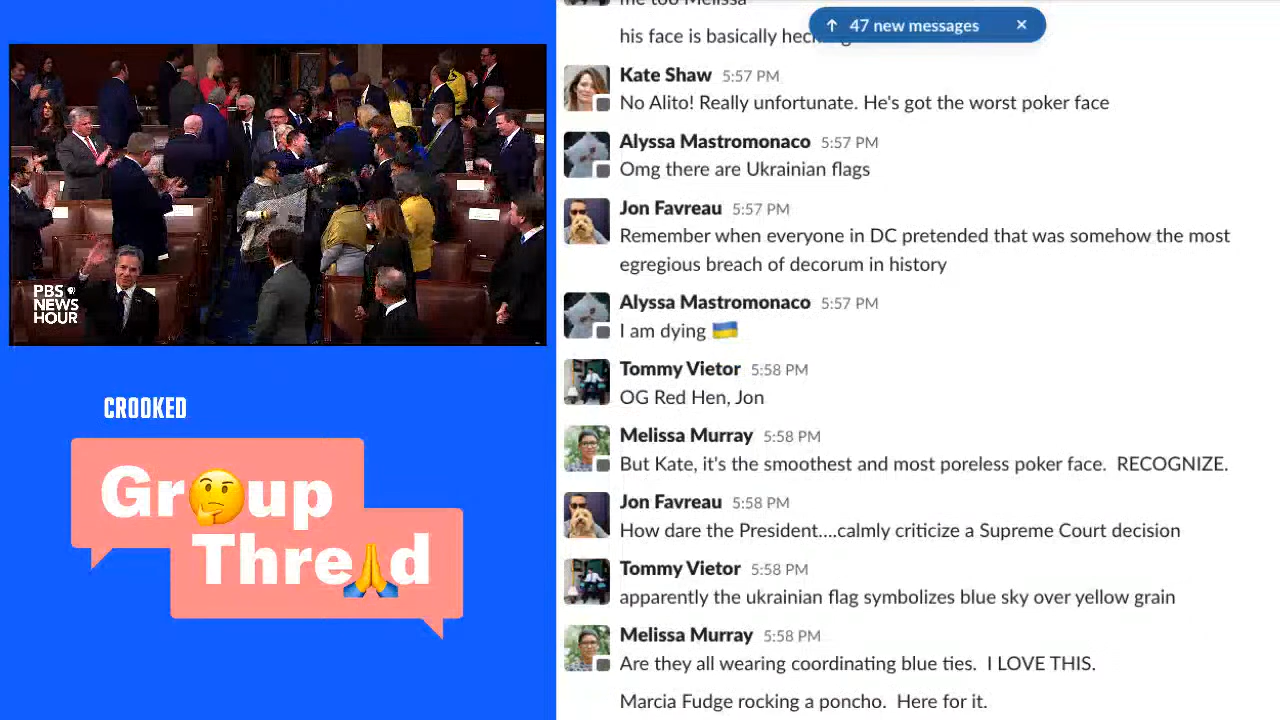 PBS
NEWS
HOUR
CROOKED
Gr🤔up
Thre🙏d
me too Melissa
↑ 47 new messages ×
his face is basically
Kate Shaw 5:57 PM
No Alito! Really unfortunate. He's got the worst poker face
Alyssa Mastromonaco 5:57 PM
Omg there are Ukrainian flags
Jon Favreau 5:57 PM
Remember when everyone in DC pretended that was somehow the most
egregious breach of decorum in history
Alyssa Mastromonaco 5:57 PM
I am dying 🇺🇦
Tommy Vietor 5:58 PM
OG Red Hen, Jon
Melissa Murray 5:58 PM
But Kate, it's the smoothest and most poreless poker face. RECOGNIZE.
Jon Favreau 5:58 PM
How dare the President....calmly criticize a Supreme Court decision
Tommy Vietor 5:58 PM
apparently the ukrainian flag symbolizes blue sky over yellow grain
Melissa Murray 5:58 PM
Are they all wearing coordinating blue ties. I LOVE THIS.
Marcia Fudge rocking a poncho. Here for it.